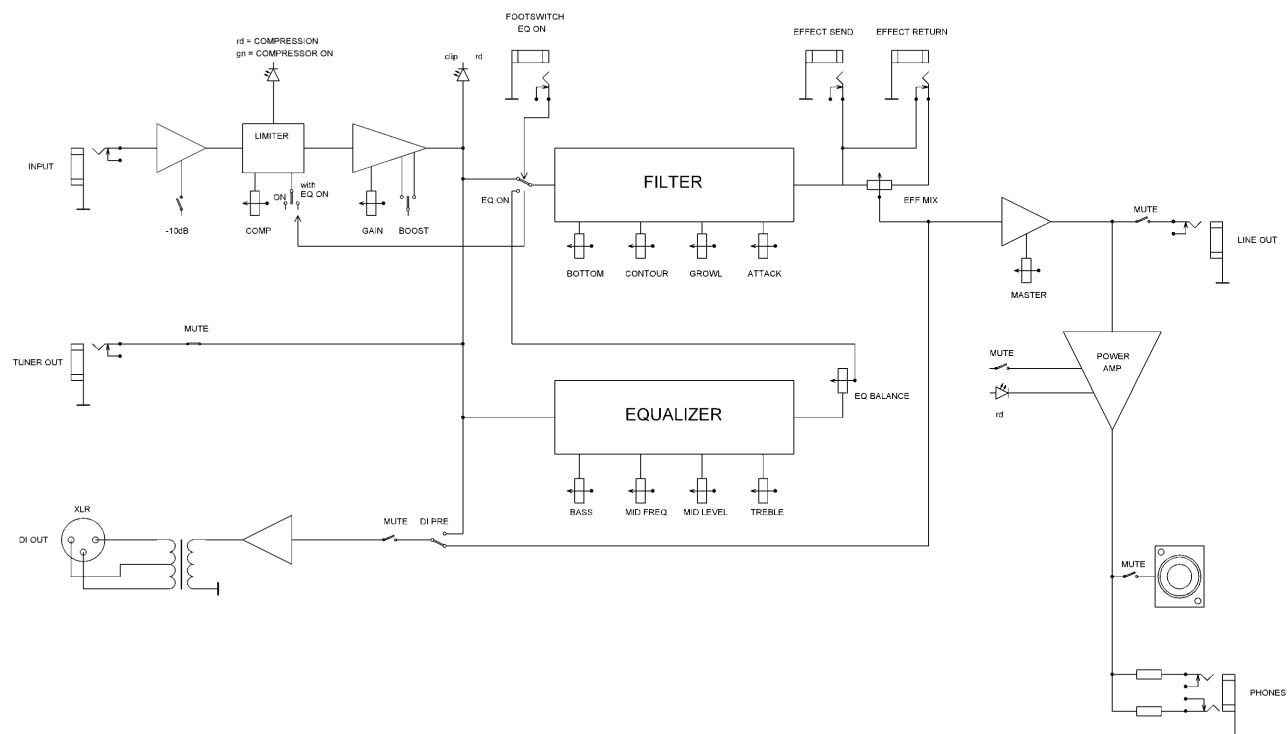 FOOTSWITCH
EQ ON
EFFECT SEND
EFFECT RETURN
rd = COMPRESSION
gn = COMPRESSOR ON
clip
rd
LIMITER
INPUT
FILTER
with
EQ ON
ON
EQ ON
EFF MIX
-10dB
COMP
GAIN
BOOST
MUTE
LINE OUT
BOTTOM
CONTOUR
GROWL
ATTACK
MASTER
MUTE
TUNER OUT
MUTE
POWER
AMP
rd
EQ BALANCE
EQUALIZER
BASS
MID FREQ
MID LEVEL
TREBLE
XLR
DI OUT
MUTE
DI PRE
MUTE
PHONES